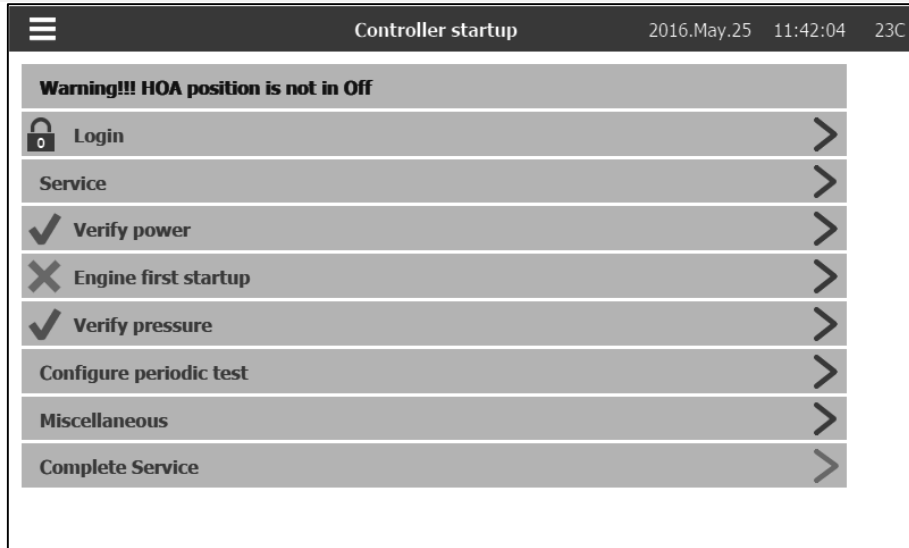 Controller startup 2016.May.25 11:42:04 23C
Warning!!! HOA position is not in Off
0 Login
Service
Verify power
Engine first startup
Verify pressure
Configure periodic test
Miscellaneous
Complete Service